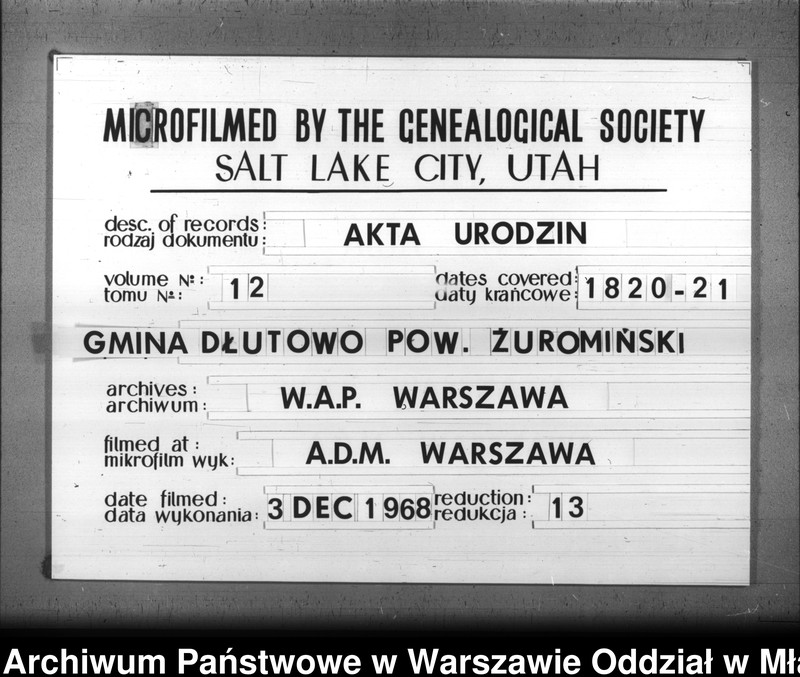 MICROFILMED BY THE GENEALOGICAL SOCIETY
SALT LAKE CITY, UTAH
desc. of records:
rodzaj dokumentu:
AKTA URODZIN
volume №:
tomu №:
12
dates covered:
daty krańcowe:
1820-21
GMINA DŁUTOWO POW. ŻUROMIŃSKI
archives:
archiwum:
W.A.P. WARSZAWA
filmed at:
mikrofilm wyk:
A.D.M. WARSZAWA
date filmed:
data wykonania:
3 DEC 1968
reduction:
redukcja:
13
Archiwum Państwowe w Warszawie Oddział w